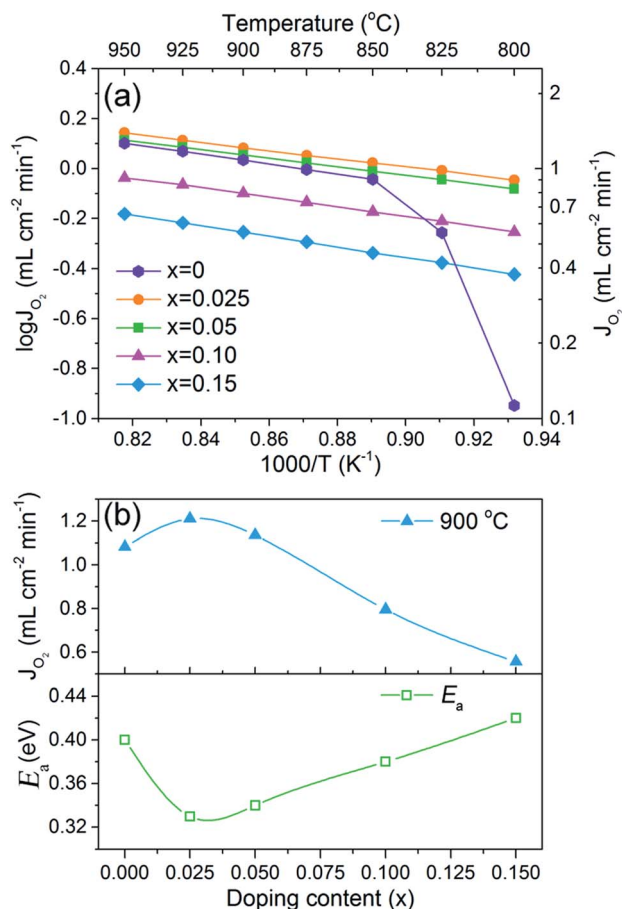 Temperature (°C)
950 925 900 875 850 825 800
(a)
0.4
0.2
0.0
-0.2
-0.4
-0.6
-0.8
-1.0
logJO₂ (mL cm⁻² min⁻¹)
2
1
0.7
0.4
0.2
0.1
JO₂ (mL cm⁻² min⁻¹)
x=0
x=0.025
x=0.05
x=0.10
x=0.15
0.82 0.84 0.86 0.88 0.90 0.92 0.94
1000/T (K⁻¹)
(b)
900 °C
1.2
1.0
0.8
0.6
JO₂ (mL cm⁻² min⁻¹)
Eₐ
0.44
0.40
0.36
0.32
Eₐ (eV)
0.000 0.025 0.050 0.075 0.100 0.125 0.150
Doping content (x)